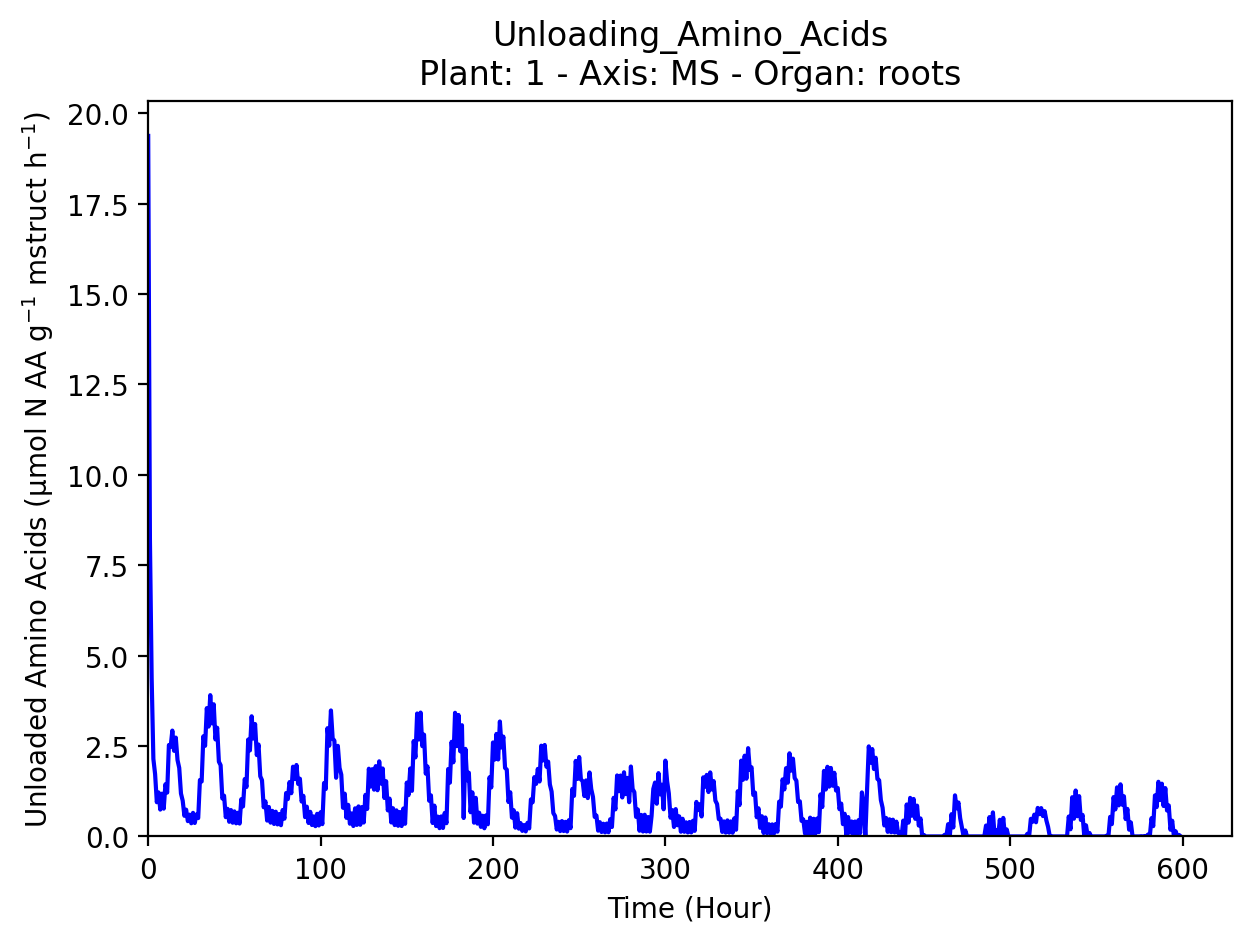 Unloading_Amino_Acids
Plant: 1 - Axis: MS - Organ: roots
Unloaded Amino Acids (µmol N AA g⁻¹ mstruct h⁻¹)
20.0
17.5
15.0
12.5
10.0
7.5
5.0
2.5
0.0
0 100 200 300 400 500 600
Time (Hour)